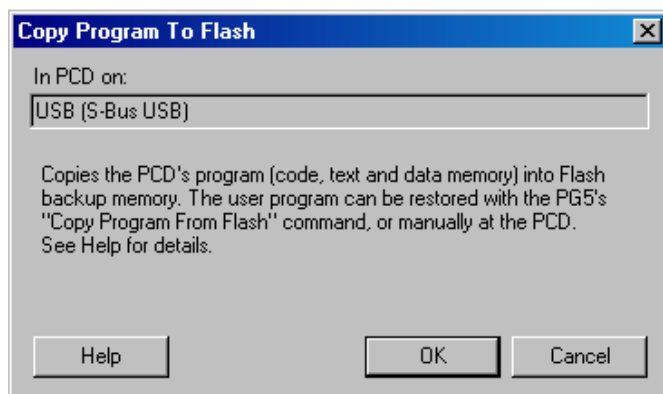 Copy Program To Flash
In PCD on:
USB (S-Bus USB)
Copies the PCD's program (code, text and data memory) into Flash
backup memory. The user program can be restored with the PG5's
"Copy Program From Flash" command, or manually at the PCD.
See Help for details.
Help
OK
Cancel